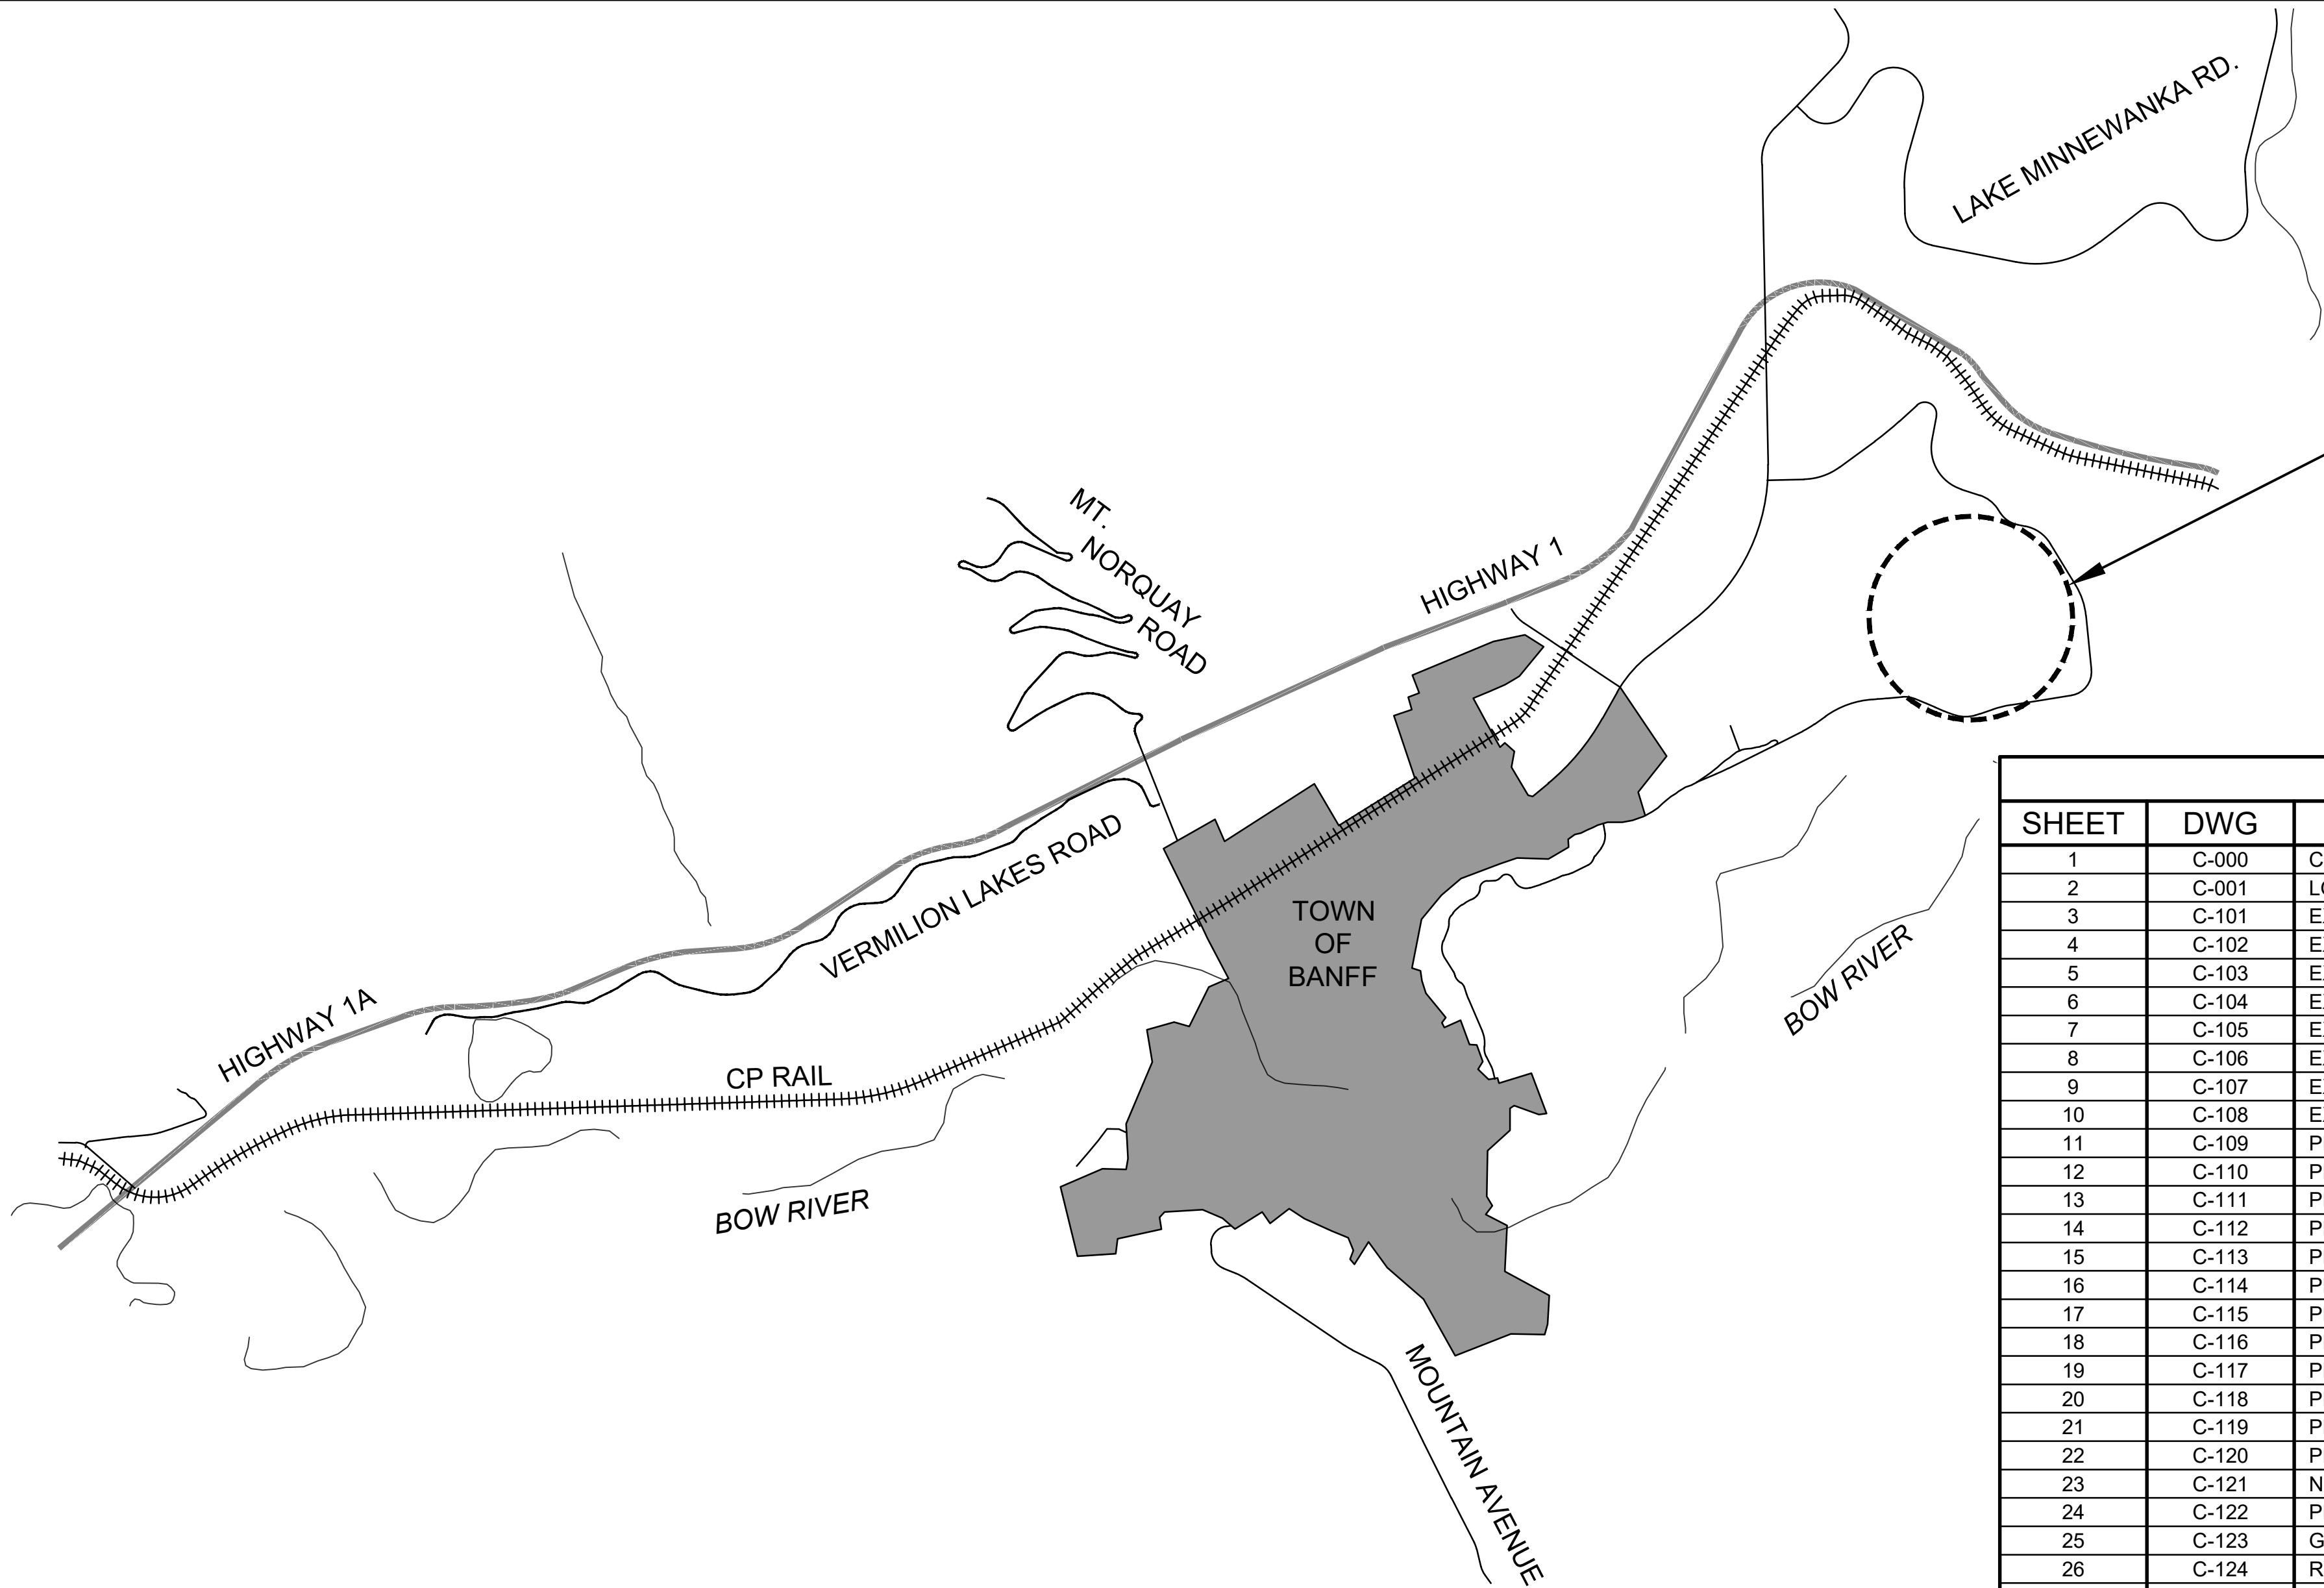 LAKE MINNEWANKA RD.
MT.
NORQUAY
ROAD
HIGHWAY 1
VERMILION LAKES ROAD
TOWN
OF
BANFF
BOW RIVER
HIGHWAY 1A
CP RAIL
BOW RIVER
MOUNTAIN AVENUE
SHEET DWG
1 C-000 C
2 C-001
3 C-101 E
4 C-102 E
5 C-103 E
6 C-104 E
7 C-105 E
8 C-106 E
9 C-107 E
10 C-108 E
11 C-109 P
12 C-110 P
13 C-111 P
14 C-112 P
15 C-113 P
16 C-114 P
17 C-115 P
18 C-116 P
19 C-117 P
20 C-118 P
21 C-119 P
22 C-120 P
23 C-121 N
24 C-122 P
25 C-123 G
26 C-124 R